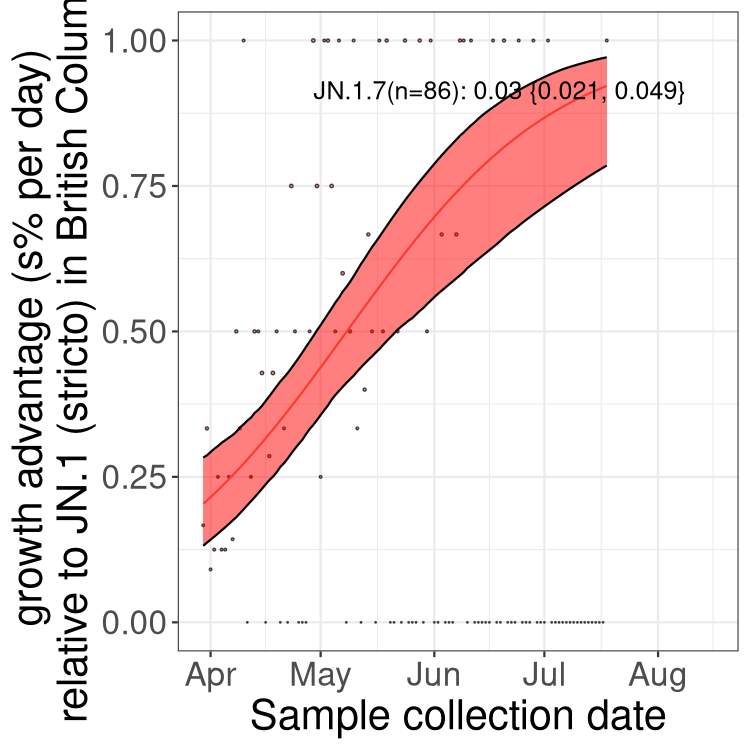 growth advantage (s% per day)
relative to JN.1 (stricto) in British Colum
1.00
0.75
0.50
0.25
0.00
JN.1.7(n=86): 0.03 {0.021, 0.049}
Apr May Jun Jul Aug
Sample collection date